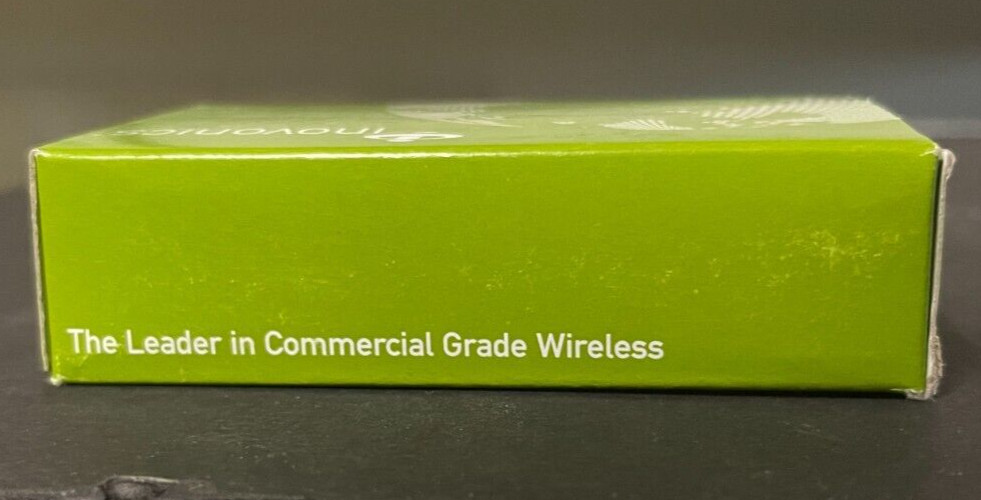 inovonics
The Leader in Commercial Grade Wireless